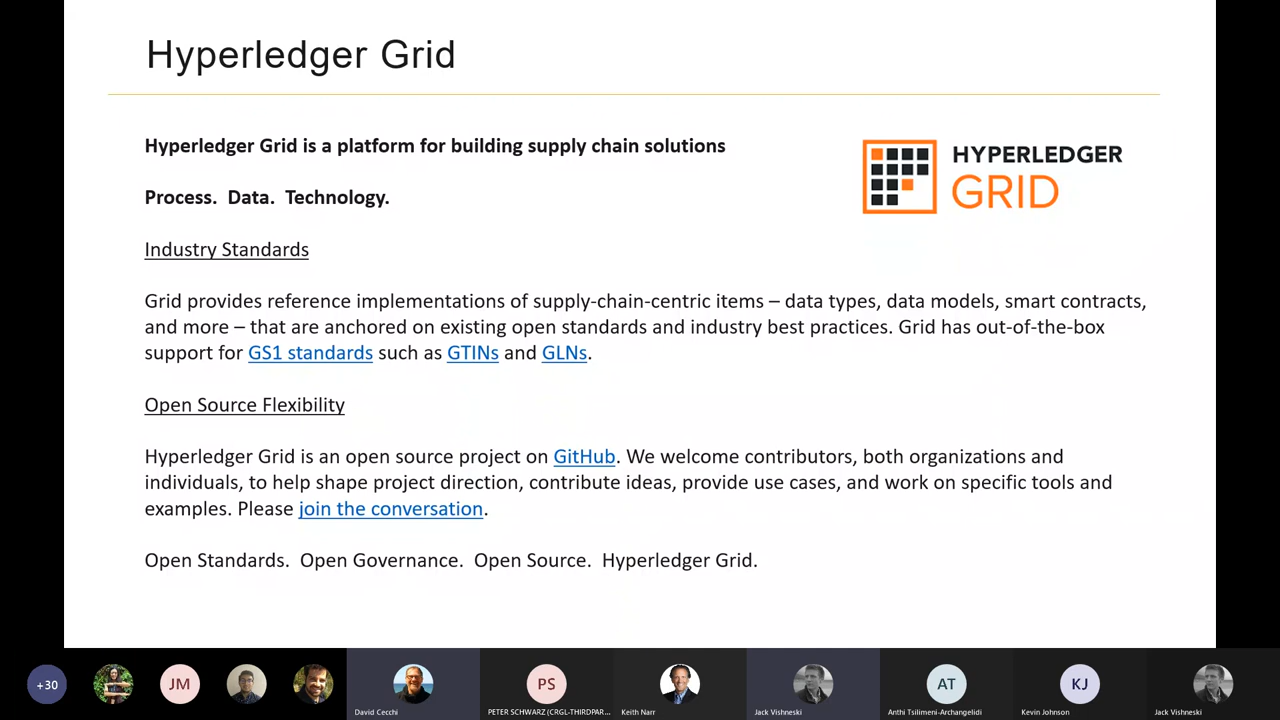 Hyperledger Grid
Hyperledger Grid is a platform for building supply chain solutions
HYPERLEDGER
GRID
Process.  Data.  Technology.
Industry Standards
Grid provides reference implementations of supply-chain-centric items – data types, data models, smart contracts,
and more – that are anchored on existing open standards and industry best practices. Grid has out-of-the-box
support for GS1 standards such as GTINs and GLNs.
Open Source Flexibility
Hyperledger Grid is an open source project on GitHub. We welcome contributors, both organizations and
individuals, to help shape project direction, contribute ideas, provide use cases, and work on specific tools and
examples. Please join the conversation.
Open Standards.  Open Governance.  Open Source.  Hyperledger Grid.
+30
JM
PS
AT
KJ
David Cecchi
PETER SCHWARZ (CRGL-THIRDPAR...
Keith Narr
Jack Vishneski
Anthi Tsilimeni-Archangelidi
Kevin Johnson
Jack Vishneski